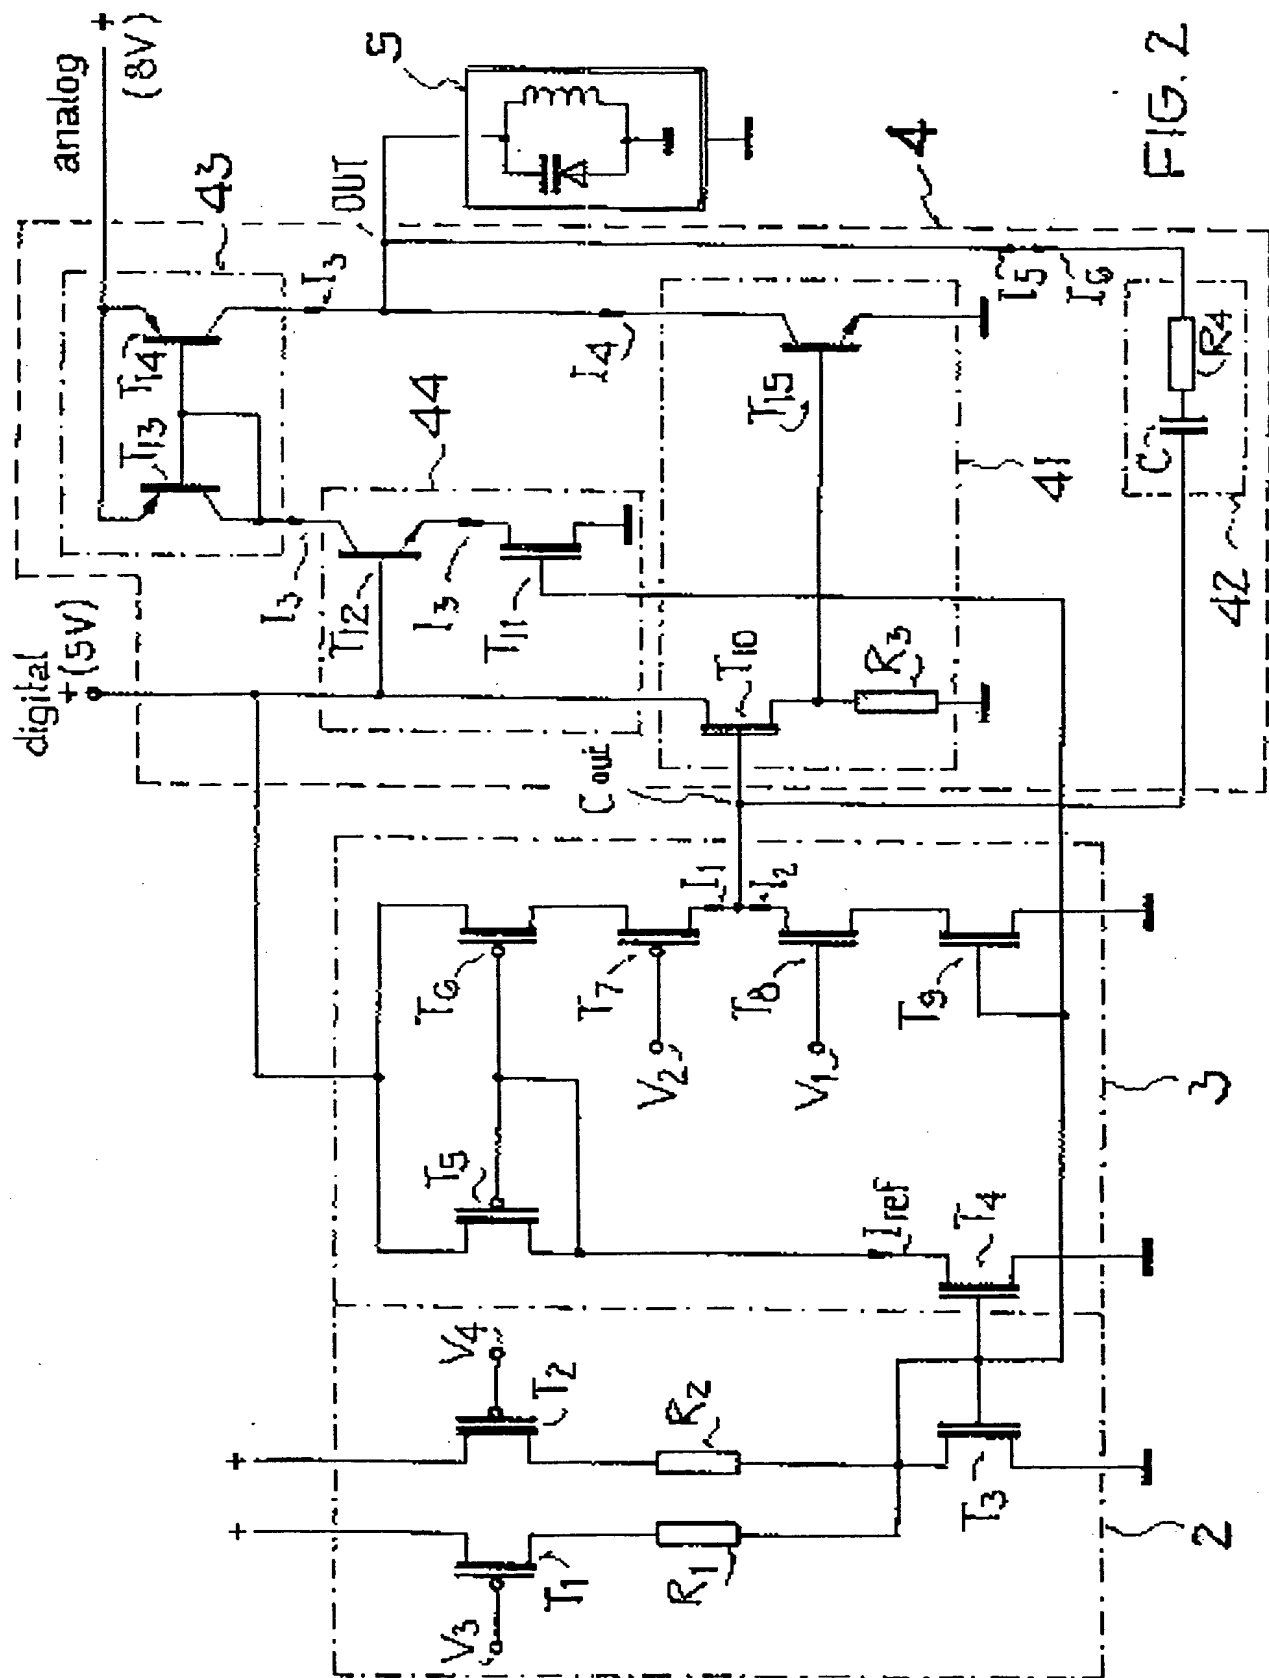 digital
+(5V)
analog
+
(8V)
43
T13
T14
I3
I3
OUT
5
44
T12
I3
T11
I4
T15
41
T10
R3
Cout
4
I5
I6
C
R4
42
T6
T7
V2
I1
I2
T8
V1
T9
3
T5
Iref
T4
+
+
V4
T2
V3
T1
R2
R1
T3
2
FIG. 2